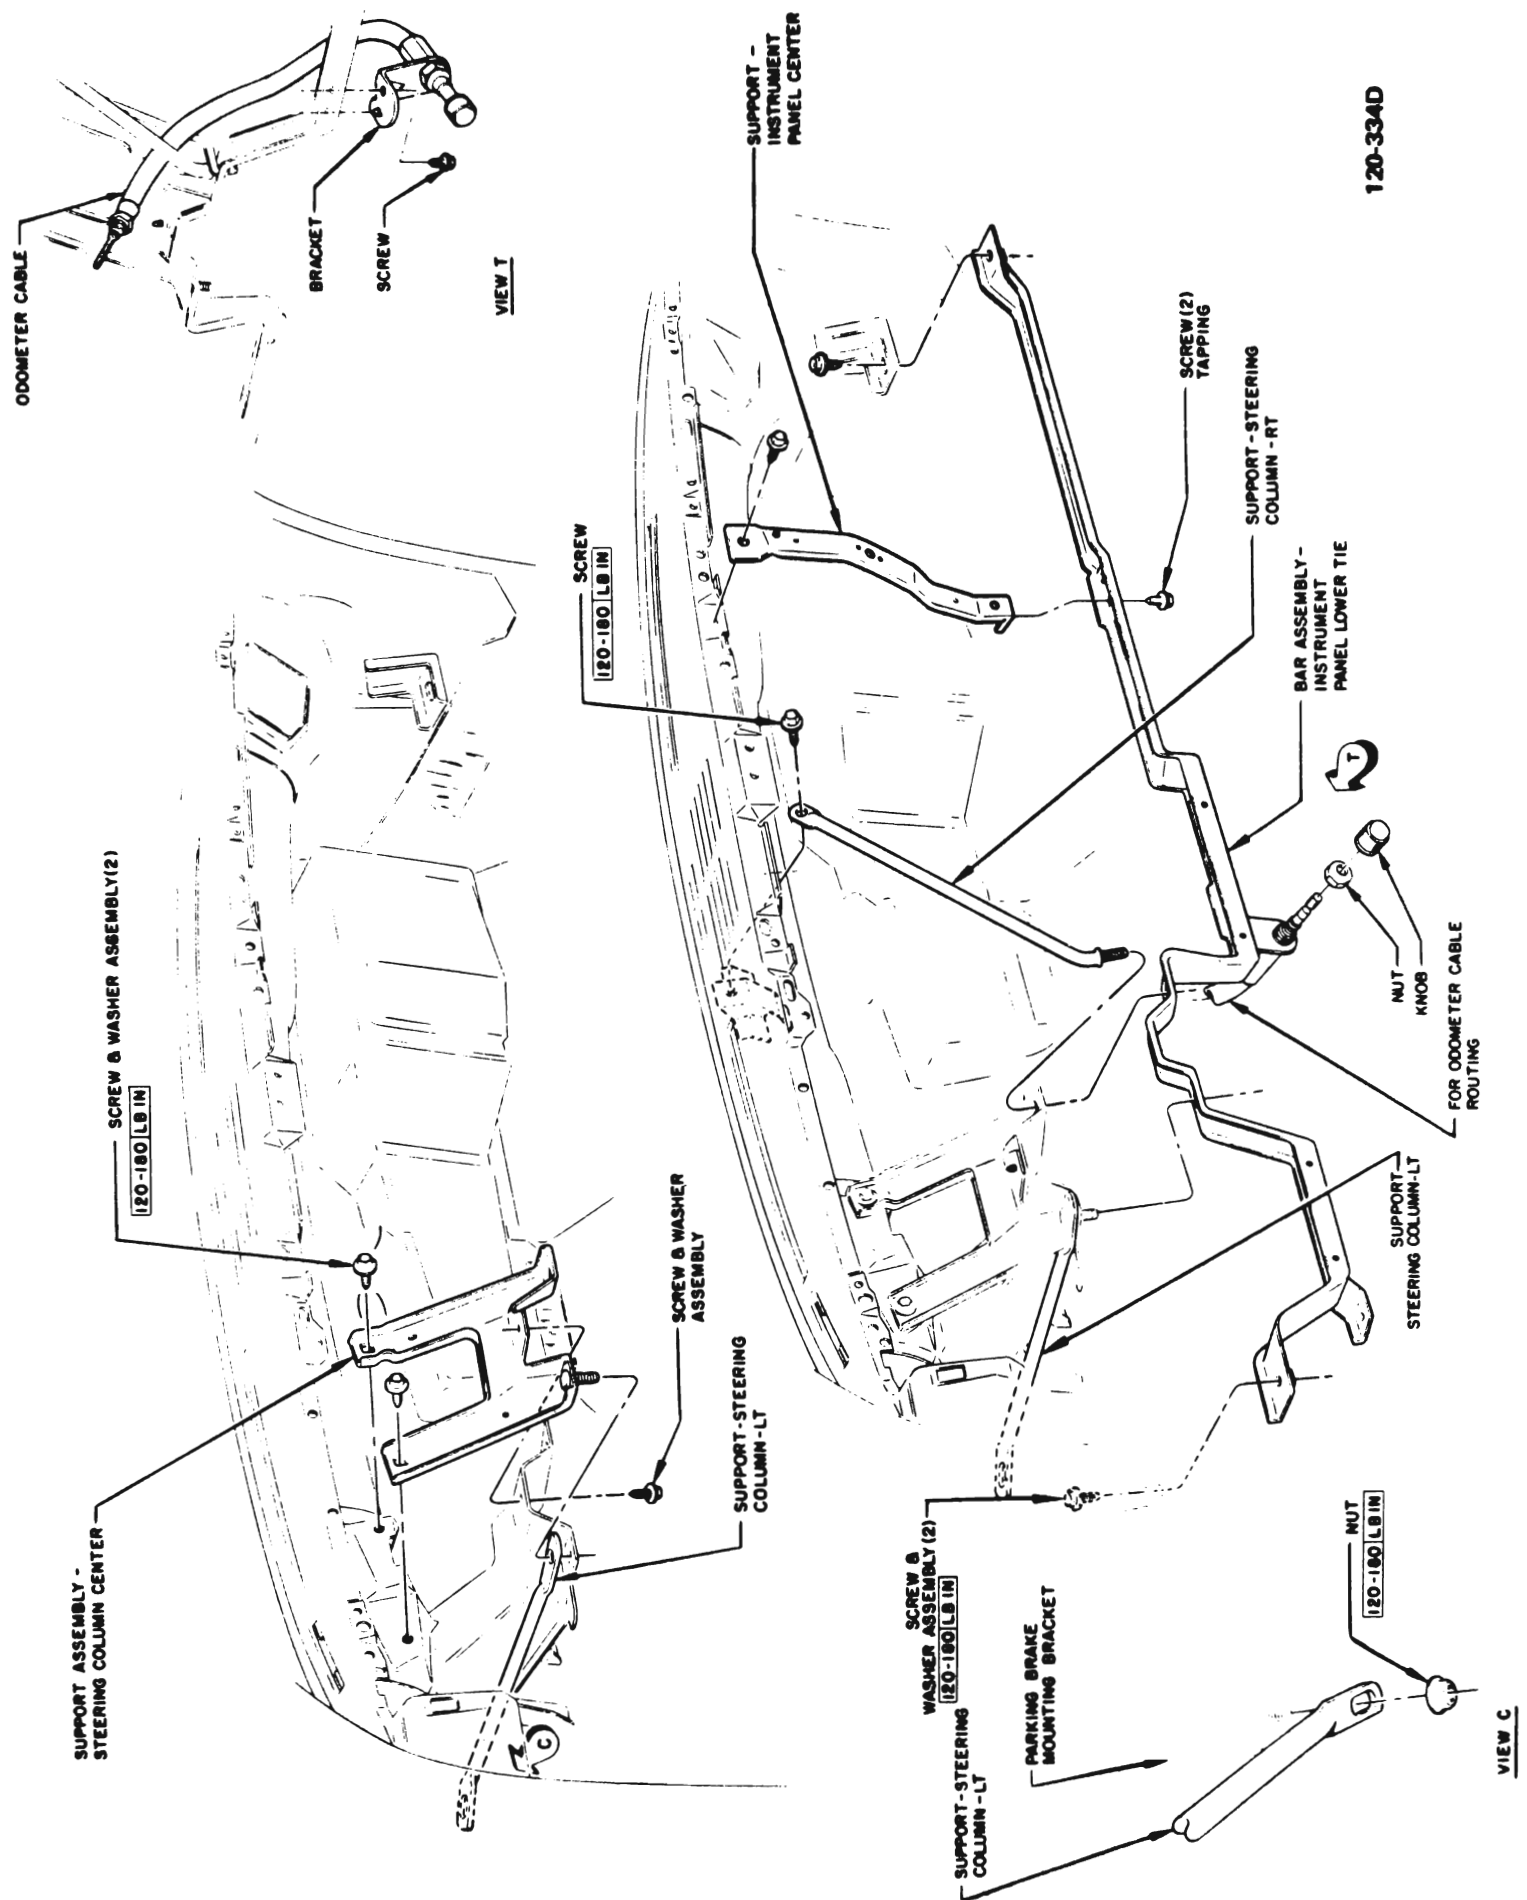 ODOMETER CABLE
BRACKET
SCREW
VIEW T
SCREW & WASHER ASSEMBLY(2)
120-180 LB IN
SUPPORT ASSEMBLY -
STEERING COLUMN CENTER
SCREW & WASHER
ASSEMBLY
SUPPORT-STEERING
COLUMN-LT
C
SUPPORT -
INSTRUMENT
PANEL CENTER
SCREW
120-180 LB IN
SCREW(2)
TAPPING
SUPPORT-STEERING
COLUMN-RT
BAR ASSEMBLY-
INSTRUMENT
PANEL LOWER TIE
T
NUT
KNOB
FOR ODOMETER CABLE
ROUTING
SUPPORT-
STEERING COLUMN-LT
SCREW &
WASHER ASSEMBLY(2)
120-180 LB IN
SUPPORT-STEERING
COLUMN-LT
PARKING BRAKE
MOUNTING BRACKET
NUT
120-180 LB IN
VIEW C
120-334D